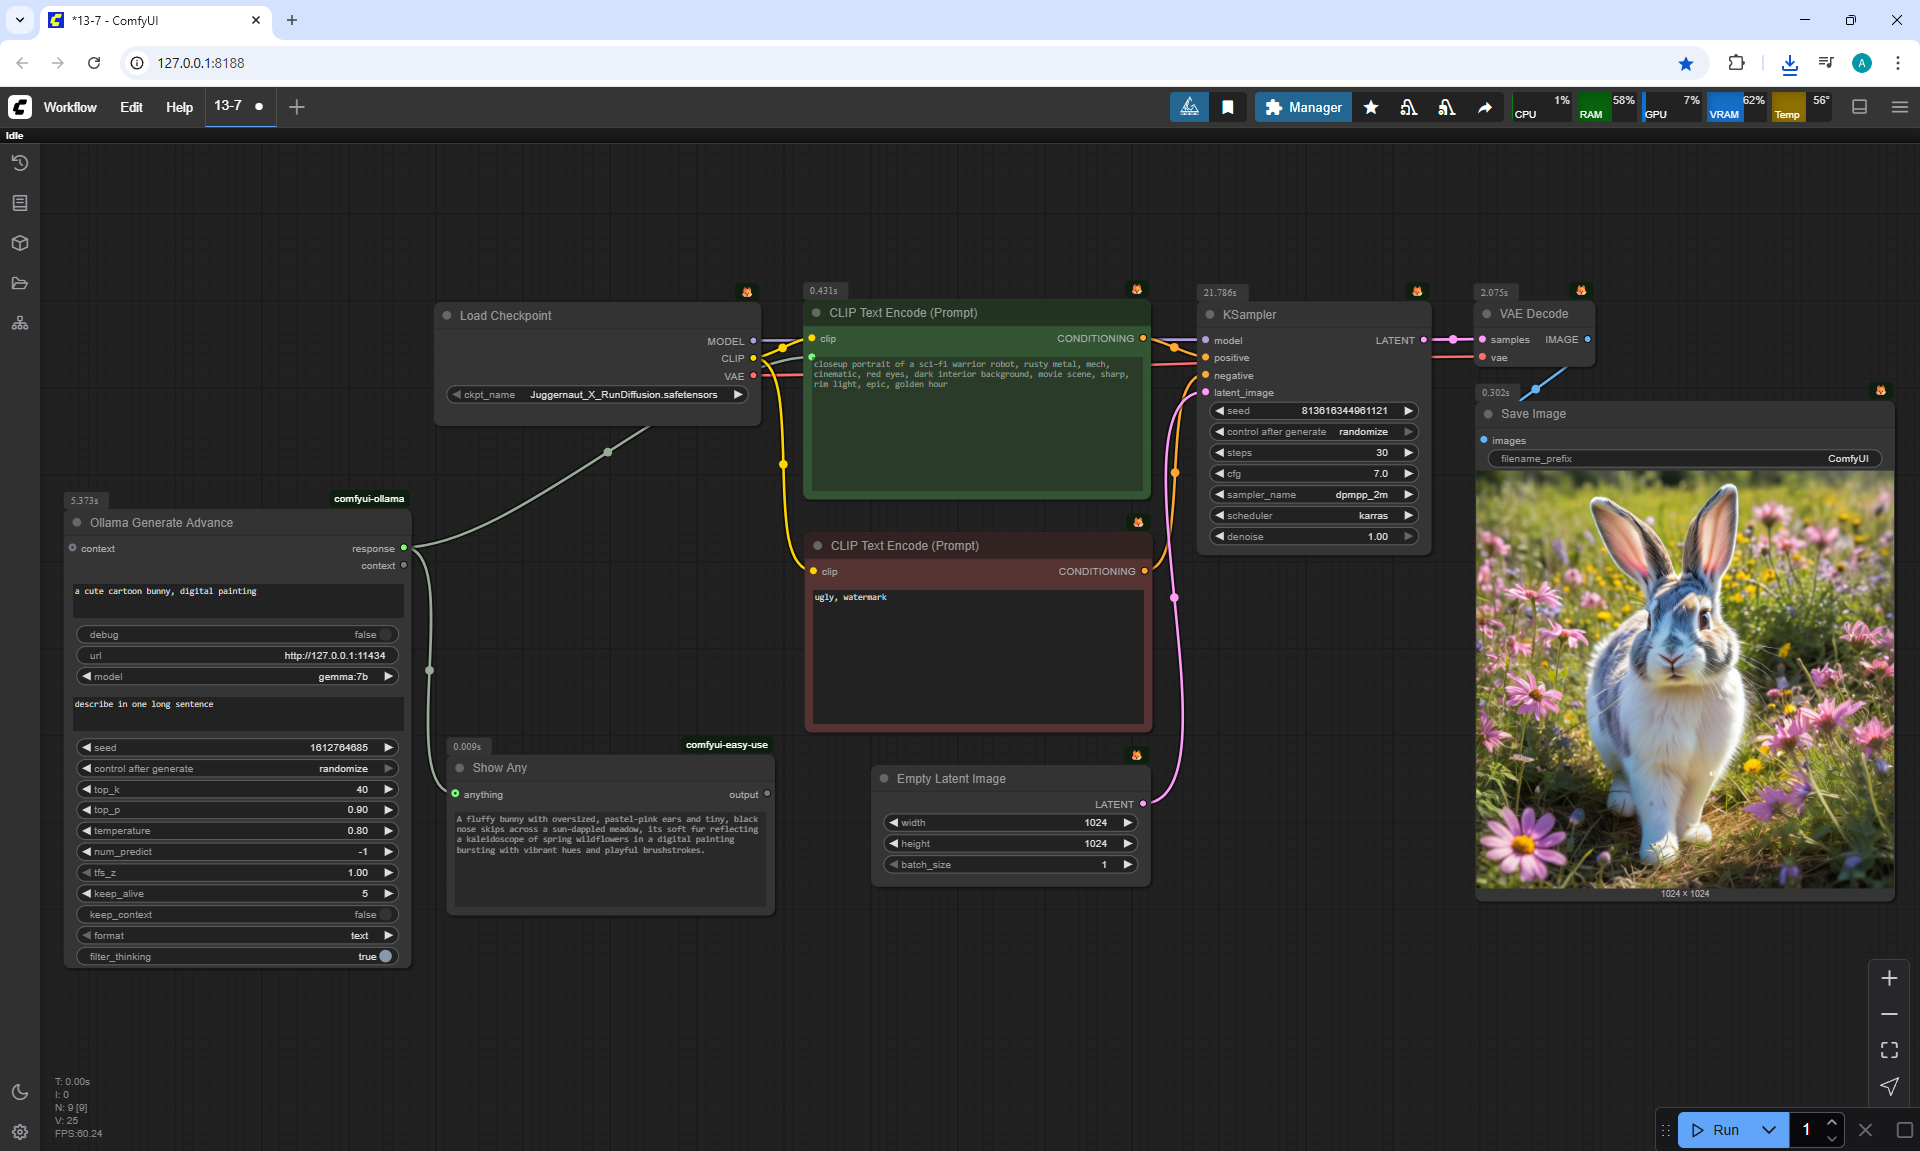 *13-7 - ComfyUI
127.0.0.1:8188
Workflow Edit Help 13-7
Manager
CPU 1% RAM 58% GPU 7% VRAM 62% Temp 56°
Idle
Load Checkpoint
MODEL
CLIP
VAE
ckpt_name Juggernaut_X_RunDiffusion.safetensors
0.431s
CLIP Text Encode (Prompt)
clip CONDITIONING
closeup portrait of a sci-fi warrior robot, rusty metal, mech,
cinematic, red eyes, dark interior background, movie scene, sharp,
rim light, epic, golden hour
21.786s
KSampler
model LATENT
positive
negative
latent_image
seed 813616344961121
control after generate randomize
steps 30
cfg 7.0
sampler_name dpmpp_2m
scheduler karras
denoise 1.00
2.075s
VAE Decode
samples IMAGE
vae
0.302s
Save Image
images
filename_prefix ComfyUI
1024 × 1024
5.373s
comfyui-ollama
Ollama Generate Advance
context response
context
a cute cartoon bunny, digital painting
debug false
url http://127.0.0.1:11434
model gemma:7b
describe in one long sentence
seed 1612764685
control after generate randomize
top_k 40
top_p 0.90
temperature 0.80
num_predict -1
tfs_z 1.00
keep_alive 5
keep_context false
format text
filter_thinking true
CLIP Text Encode (Prompt)
clip CONDITIONING
ugly, watermark
0.009s
comfyui-easy-use
Show Any
anything output
A fluffy bunny with oversized, pastel-pink ears and tiny, black
nose skips across a sun-dappled meadow, its soft fur reflecting
a kaleidoscope of spring wildflowers in a digital painting
bursting with vibrant hues and playful brushstrokes.
Empty Latent Image
LATENT
width 1024
height 1024
batch_size 1
T: 0.00s
I: 0
N: 9 [9]
V: 25
FPS:60.24
Run 1
A